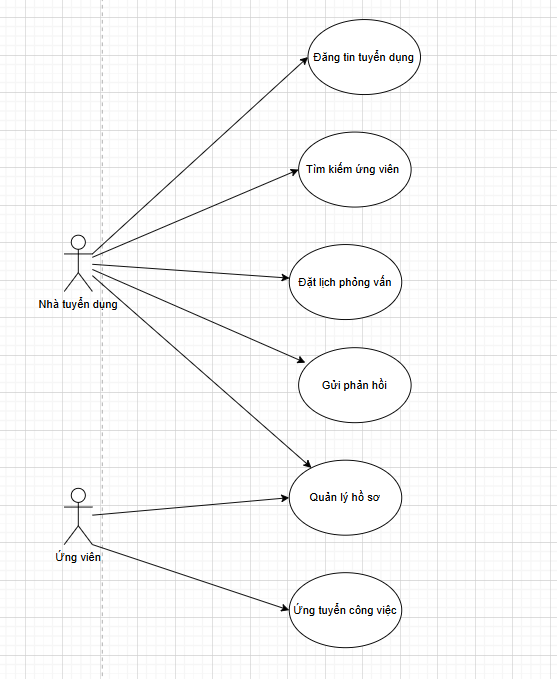 Đăng tin tuyển dụng
Tìm kiếm ứng viên
Đặt lịch phỏng vấn
Nhà tuyển dụng
Gửi phản hồi
Quản lý hồ sơ
Ứng viên
Ứng tuyển công việc